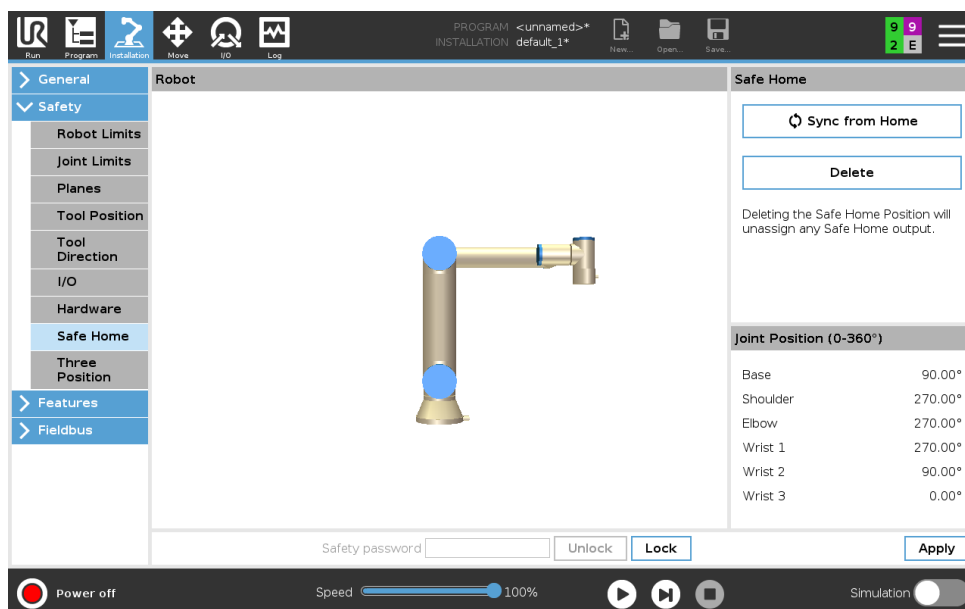 UR
Run
Program
Installation
Move
I/O
Log
PROGRAM <unnamed>*
INSTALLATION default_1*
New...
Open...
Save...
9 9
2 E
General
Safety
Robot Limits
Joint Limits
Planes
Tool Position
Tool
Direction
I/O
Hardware
Safe Home
Three
Position
Features
Fieldbus
Robot
Safe Home
Sync from Home
Delete
Deleting the Safe Home Position will
unassign any Safe Home output.
Joint Position (0-360°)
Base 90.00°
Shoulder 270.00°
Elbow 270.00°
Wrist 1 270.00°
Wrist 2 90.00°
Wrist 3 0.00°
Safety password
Unlock
Lock
Apply
Power off
Speed
100%
Simulation